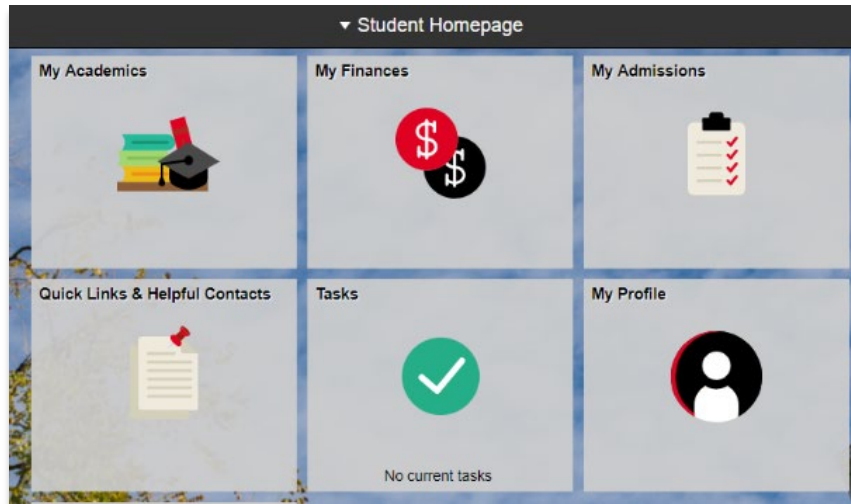 Student Homepage
My Academics
My Finances
My Admissions
$
$
Quick Links & Helpful Contacts
Tasks
My Profile
No current tasks